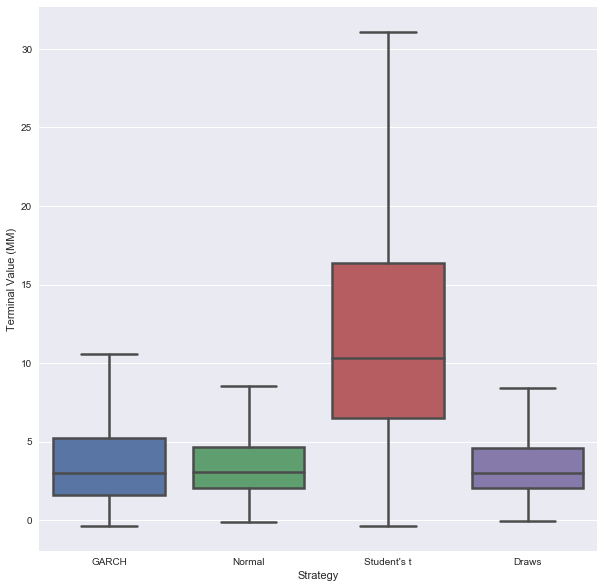 Terminal Value (MM)
30
25
20
15
10
5
0
GARCH
Normal
Student's t
Draws
Strategy